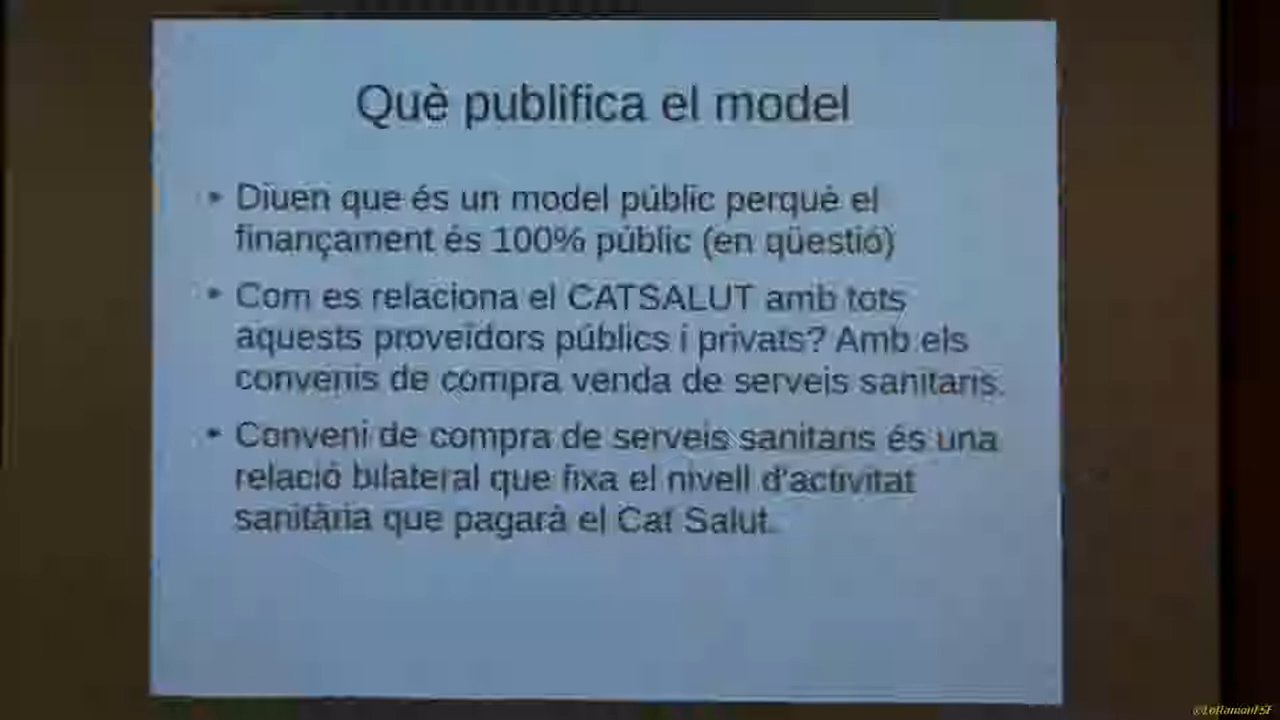 Què publifica el model
Diuen que és un model públic perquè el
finançament és 100% públic (en qüestió)
Com es relaciona el CATSALUT amb tots
aquests proveïdors públics i privats? Amb els
convenis de compra venda de serveis sanitaris.
Conveni de compra de serveis sanitaris és una
relació bilateral que fixa el nivell d'activitat
sanitària que pagarà el Cat Salut.